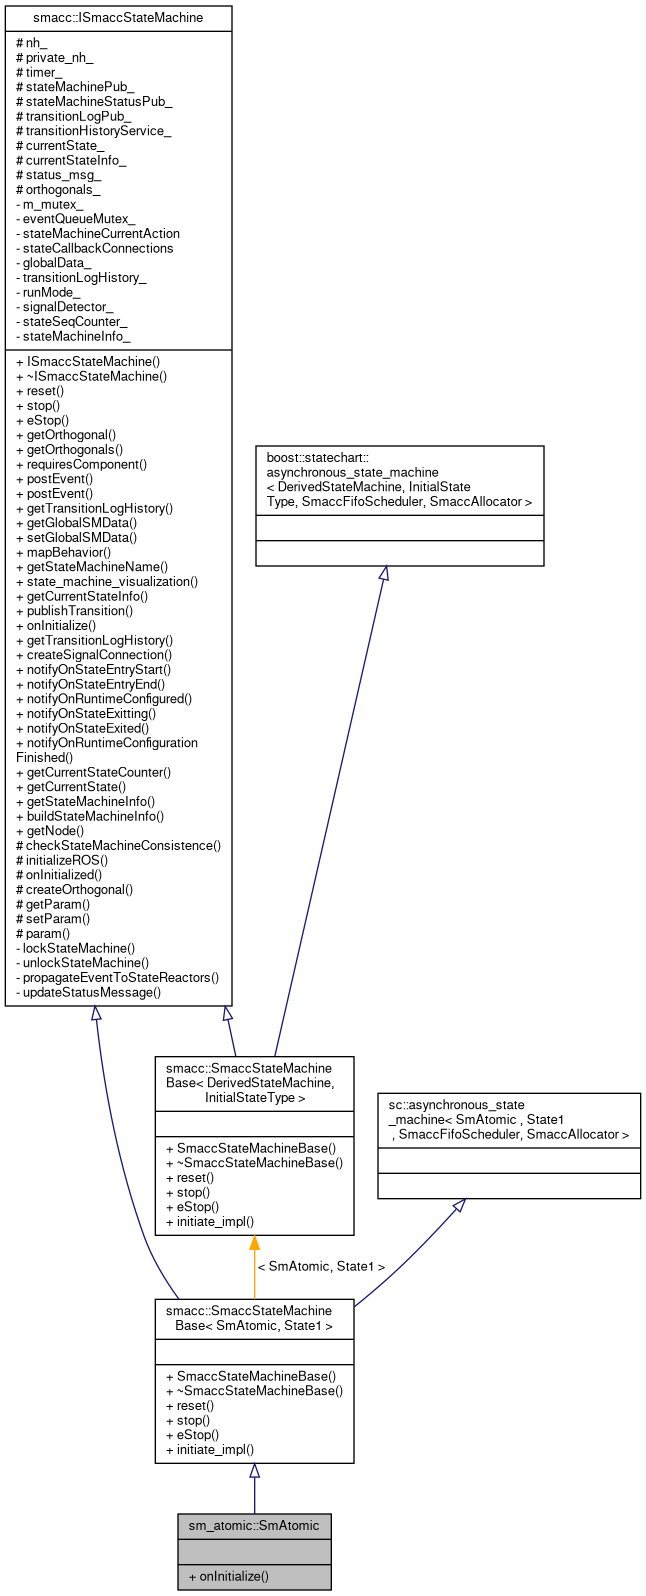 smacc::ISmaccStateMachine
# nh_
# private_nh_
# timer_
# stateMachinePub_
# stateMachineStatusPub_
# transitionLogPub_
# transitionHistoryService_
# currentState_
# currentStateInfo_
# status_msg_
# orthogonals_
- m_mutex_
- eventQueueMutex_
- stateMachineCurrentAction
- stateCallbackConnections
- globalData_
- transitionLogHistory_
- runMode_
- signalDetector_
- stateSeqCounter_
- stateMachineInfo_
+ ISmaccStateMachine()
+ ~ISmaccStateMachine()
+ reset()
+ stop()
+ eStop()
+ getOrthogonal()
+ getOrthogonals()
+ requiresComponent()
+ postEvent()
+ postEvent()
+ getTransitionLogHistory()
+ getGlobalSMData()
+ setGlobalSMData()
+ mapBehavior()
+ getStateMachineName()
+ state_machine_visualization()
+ getCurrentStateInfo()
+ publishTransition()
+ onInitialize()
+ getTransitionLogHistory()
+ createSignalConnection()
+ notifyOnStateEntryStart()
+ notifyOnStateEntryEnd()
+ notifyOnRuntimeConfigured()
+ notifyOnStateExitting()
+ notifyOnStateExited()
+ notifyOnRuntimeConfiguration
Finished()
+ getCurrentStateCounter()
+ getCurrentState()
+ getStateMachineInfo()
+ buildStateMachineInfo()
+ getNode()
# checkStateMachineConsistence()
# initializeROS()
# onInitialized()
# createOrthogonal()
# getParam()
# setParam()
# param()
- lockStateMachine()
- unlockStateMachine()
- propagateEventToStateReactors()
- updateStatusMessage()
boost::statechart::
asynchronous_state_machine
< DerivedStateMachine, InitialState
Type, SmaccFifoScheduler, SmaccAllocator >
smacc::SmaccStateMachine
Base< DerivedStateMachine,
InitialStateType >
+ SmaccStateMachineBase()
+ ~SmaccStateMachineBase()
+ reset()
+ stop()
+ eStop()
+ initiate_impl()
sc::asynchronous_state
_machine< SmAtomic , State1
, SmaccFifoScheduler, SmaccAllocator >
< SmAtomic, State1 >
smacc::SmaccStateMachine
Base< SmAtomic, State1 >
+ SmaccStateMachineBase()
+ ~SmaccStateMachineBase()
+ reset()
+ stop()
+ eStop()
+ initiate_impl()
sm_atomic::SmAtomic
+ onInitialize()